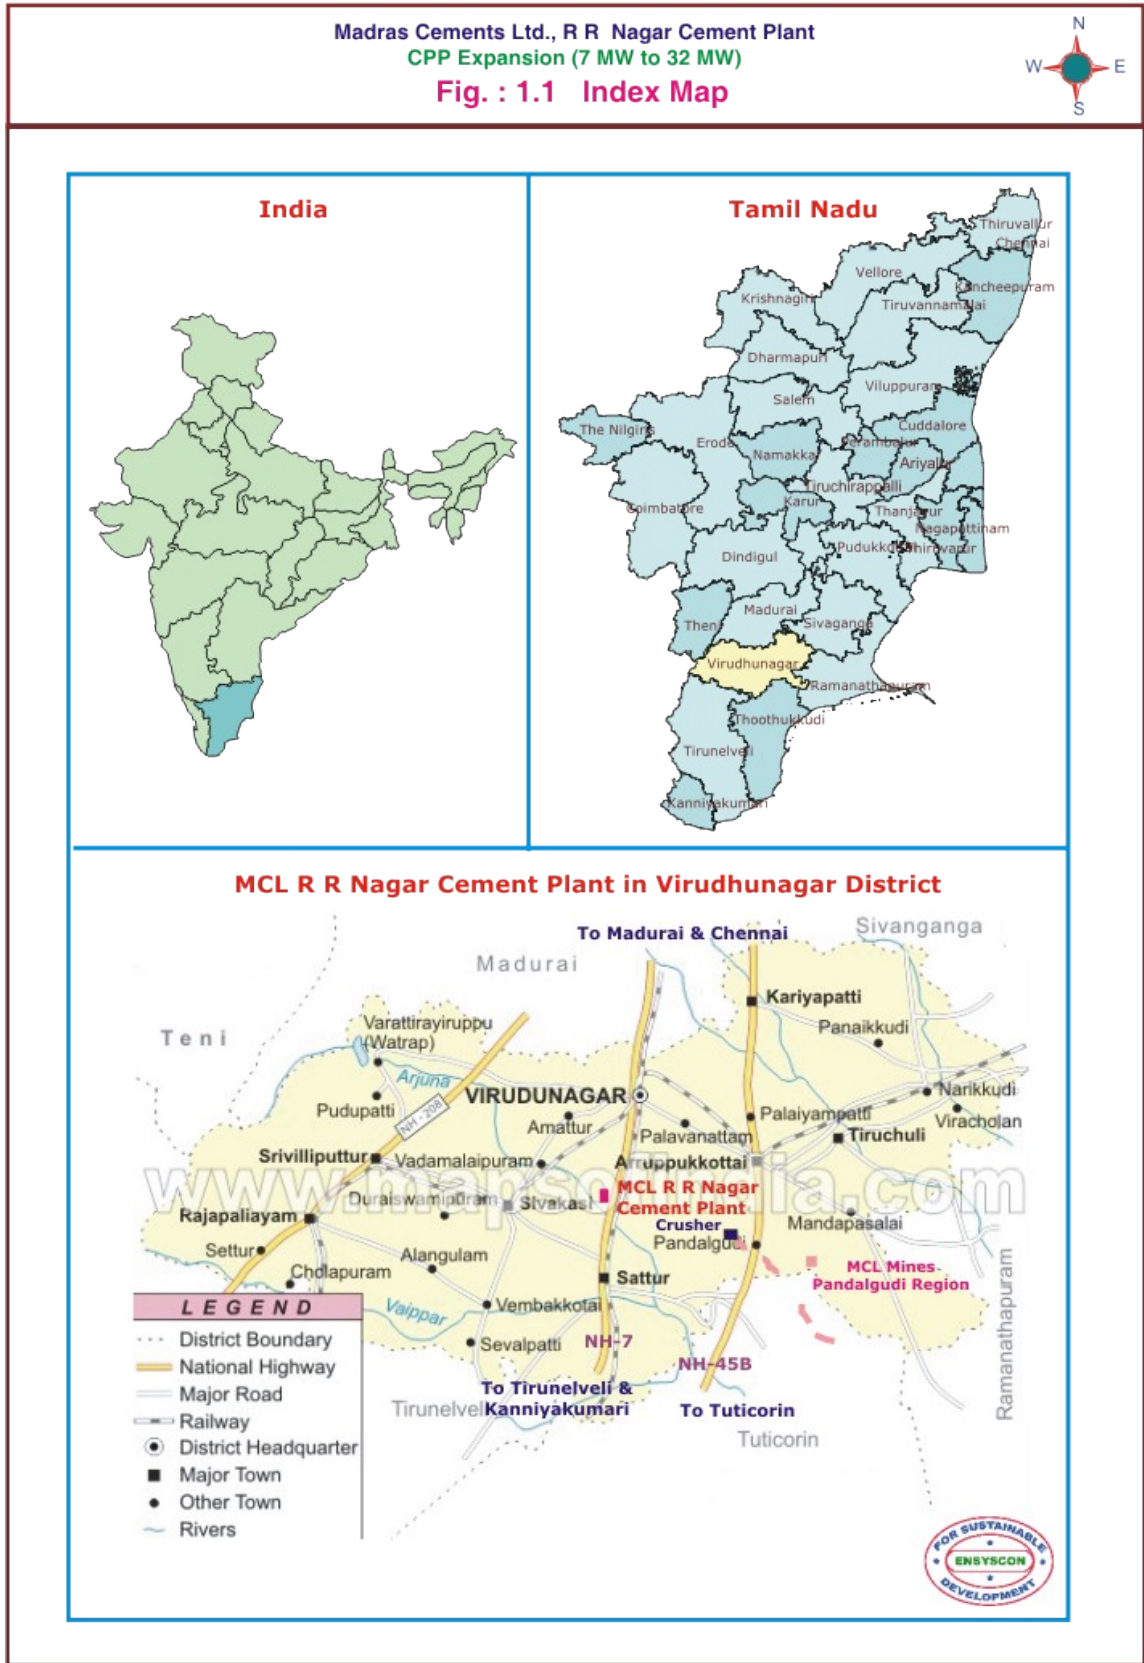 Madras Cements Ltd., R R Nagar Cement Plant
CPP Expansion (7 MW to 32 MW)
Fig. : 1.1 Index Map
N
W
E
S
India
Tamil Nadu
Thiruvallur
Chennai
Vellore
Kancheepuram
Krishnagiri
Tiruvannamalai
Dharmapuri
Viluppuram
Salem
The Nilgiris
Cuddalore
Erode
Perambalur
Namakkal
Ariyalur
Tiruchirappalli
Coimbatore
Karur
Thanjavur
Nagapattinam
Dindigul
Pudukkottai
Thiruvarur
Madurai
Theni
Sivaganga
Virudhunagar
Ramanathapuram
Thoothukkudi
Tirunelveli
Kanniyakumari
MCL R R Nagar Cement Plant in Virudhunagar District
Sivanganga
To Madurai & Chennai
Madurai
Kariyapatti
Varattirayiruppu
(Watrap)
Panaikkudi
Teni
Arjuna
VIRUDUNAGAR
Narikkudi
Pudupatti
NH - 208
Amattur
Palaiyampatti
Viracholan
Palavanattam
Tiruchuli
Srivilliputtur
Vadamalaipuram
Arruppukkottai
www.mapsofindia.com
MCL R R Nagar
Cement Plant
Duraiswamipuram
Sivakasi
Rajapaliayam
Crusher
Mandapasalai
Pandalgudi
Settur
Alangulam
MCL Mines
Pandalgudi Region
Cholapuram
Sattur
Ramanathapuram
LEGEND
Vaippar
Vembakkotai
District Boundary
Sevalpatti
NH-7
National Highway
NH-45B
Major Road
To Tirunelveli &
Kanniyakumari
Tirunelveli
To Tuticorin
Railway
Tuticorin
District Headquarter
Major Town
Other Town
Rivers
FOR SUSTAINABLE
ENSYSCON
DEVELOPMENT